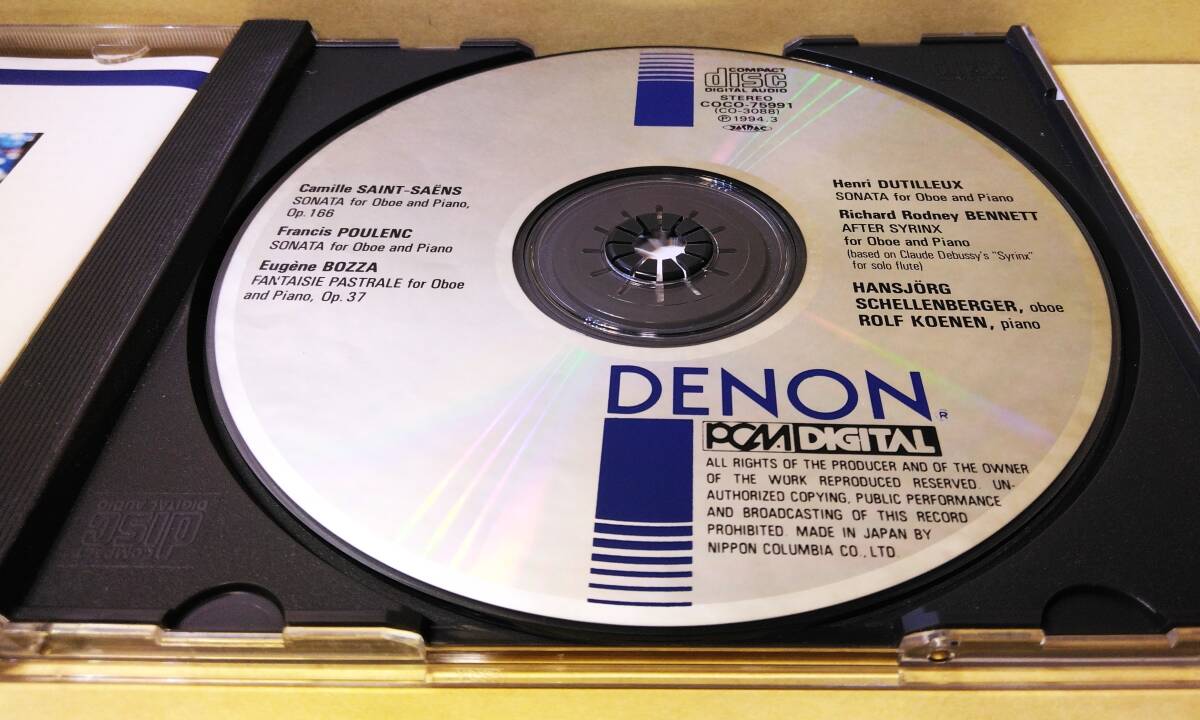 COMPACT
disc
DIGITAL AUDIO
STEREO
COCO-75991
(CO-3088)
Ⓟ1994.3
Camille SAINT-SAËNS
SONATA for Oboe and Piano,
Op. 166
Francis POULENC
SONATA for Oboe and Piano
Eugène BOZZA
FANTAISIE PASTRALE for Oboe
and Piano, Op. 37
Henri DUTILLEUX
SONATA for Oboe and Piano
Richard Rodney BENNETT
AFTER SYRINX
for Oboe and Piano
(based on Claude Debussy's "Syrinx"
for solo flute)
HANSJÖRG
SCHELLENBERGER, oboe
ROLF KOENEN, piano
DENON®
PCM DIGITAL
ALL RIGHTS OF THE PRODUCER AND OF THE OWNER
OF THE WORK REPRODUCED RESERVED. UN-
AUTHORIZED COPYING, PUBLIC PERFORMANCE
AND BROADCASTING OF THIS RECORD
PROHIBITED. MADE IN JAPAN BY
NIPPON COLUMBIA CO., LTD.
COMPACT
disc
DIGITAL AUDIO